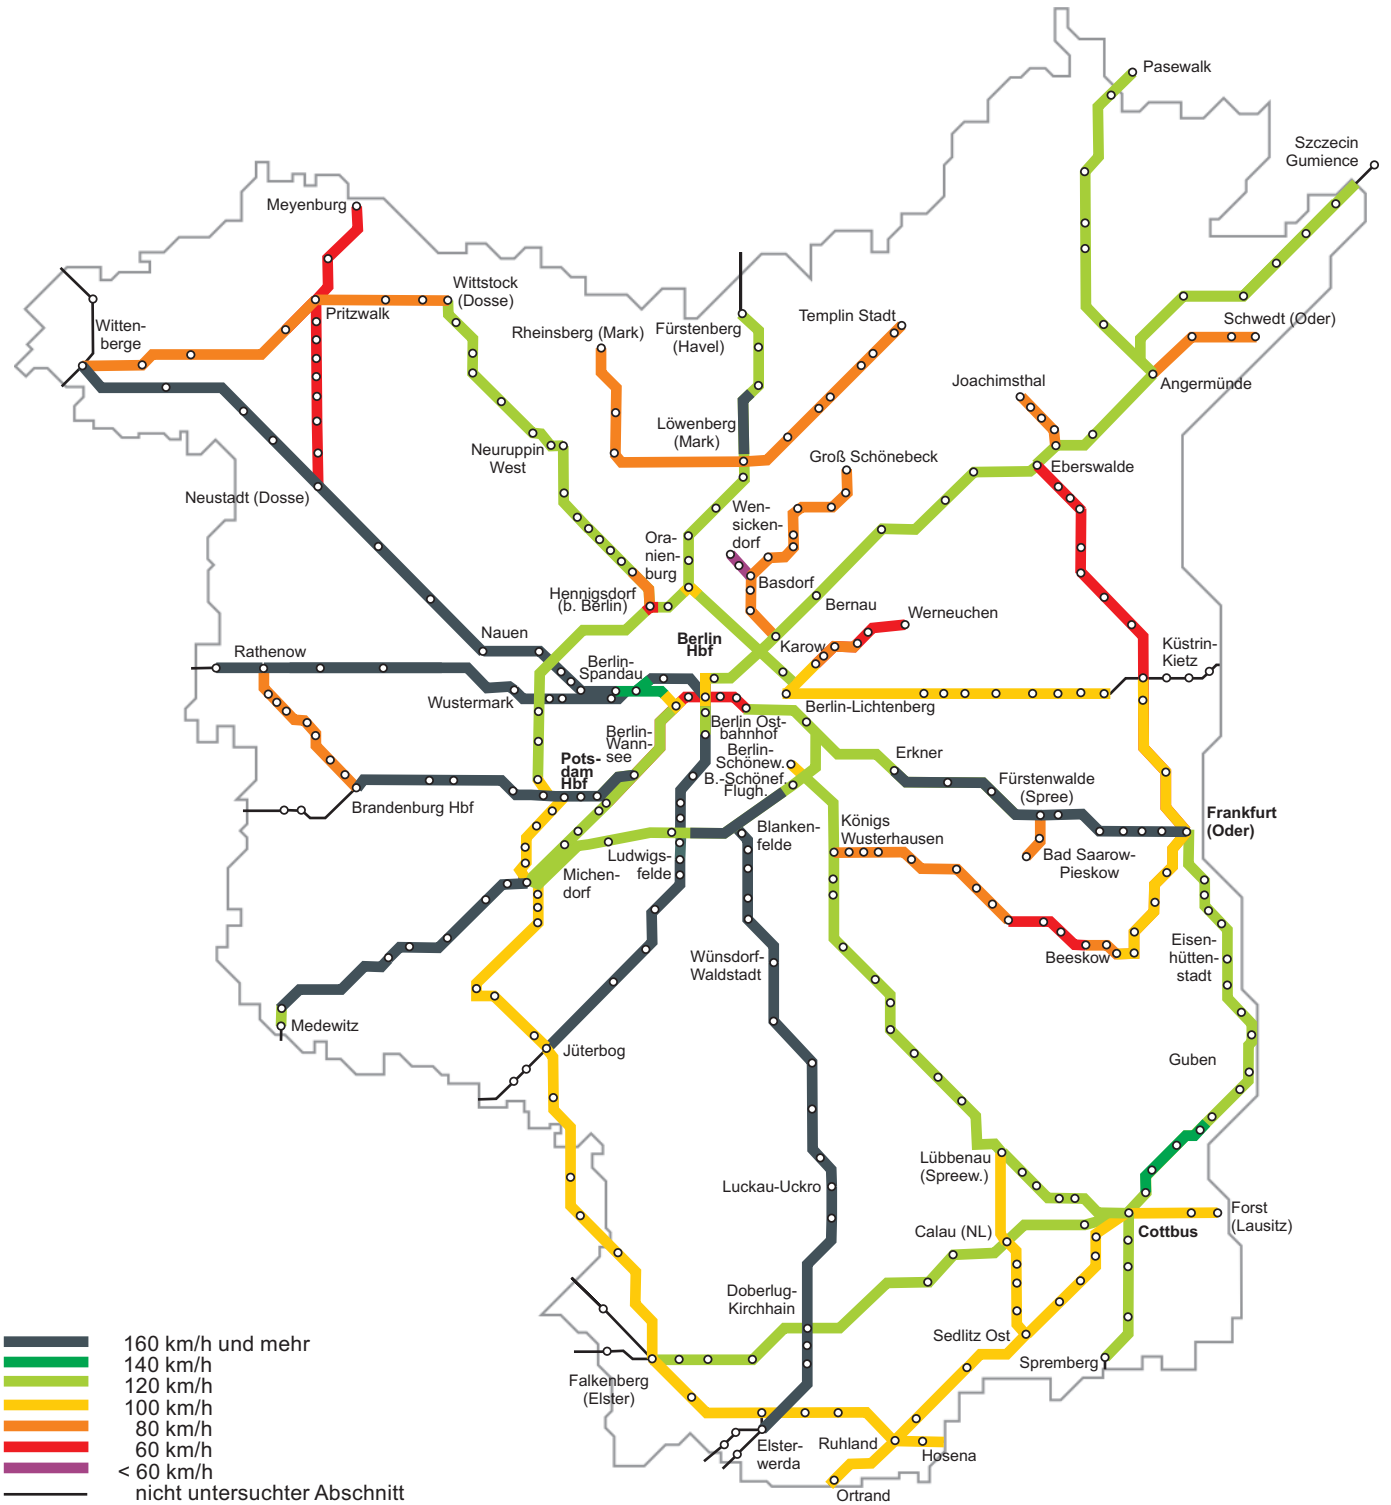 Pasewalk
Szczecin
Gumience
Meyenburg
Wittstock
(Dosse)
Pritzwalk
Witten-
berge
Rheinsberg (Mark)
Fürstenberg
(Havel)
Templin Stadt
Schwedt (Oder)
Angermünde
Joachimsthal
Löwenberg
(Mark)
Neuruppin
West
Groß Schönebeck
Eberswalde
Neustadt (Dosse)
Wen-
sicken-
dorf
Ora-
nien-
burg
Basdorf
Hennigsdorf
(b. Berlin)
Bernau
Werneuchen
Nauen
Berlin
Hbf
Karow
Küstrin-
Kietz
Rathenow
Berlin-
Spandau
Wustermark
Berlin-Lichtenberg
Berlin Ost-
bahnhof
Berlin-
Wann-
see
Berlin-
Schönew.
B.-Schönef.
Flugh.
Erkner
Pots-
dam
Hbf
Fürstenwalde
(Spree)
Brandenburg Hbf
Frankfurt
(Oder)
Blanken-
felde
Königs
Wusterhausen
Ludwigs-
felde
Michen-
dorf
Bad Saarow-
Pieskow
Beeskow
Eisen-
hütten-
stadt
Wünsdorf-
Waldstadt
Medewitz
Jüterbog
Guben
Lübbenau
(Spreew.)
Luckau-Uckro
Forst
(Lausitz)
Calau (NL)
Cottbus
Doberlug-
Kirchhain
Sedlitz Ost
Spremberg
Falkenberg
(Elster)
Elster-
werda
Ruhland
Hosena
Ortrand
160 km/h und mehr
140 km/h
120 km/h
100 km/h
80 km/h
60 km/h
< 60 km/h
nicht untersuchter Abschnitt